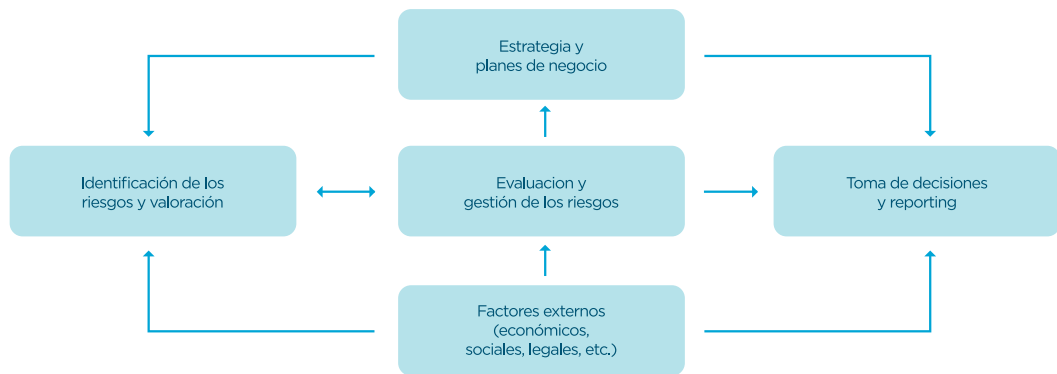 Estrategia y
planes de negocio
Identificación de los
riesgos y valoración
Evaluacion y
gestión de los riesgos
Toma de decisiones
y reporting
Factores externos
(económicos,
sociales, legales, etc.)